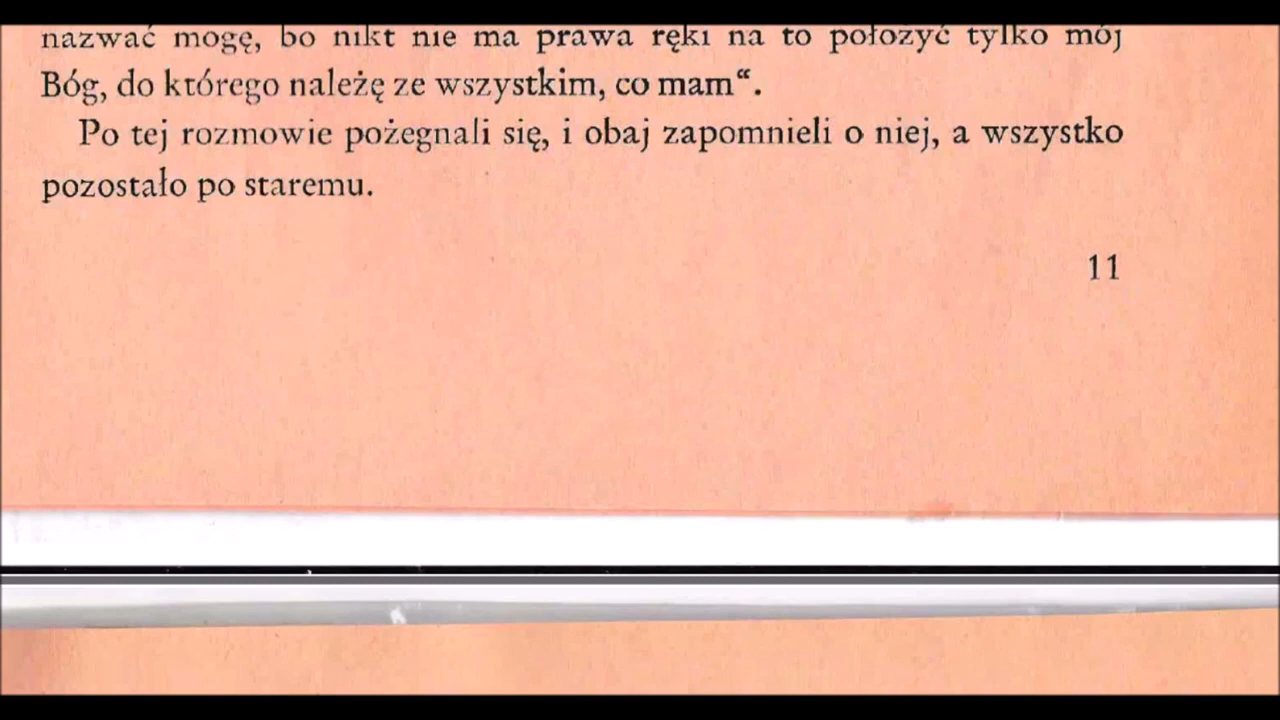 nazwać mogę, bo nikt nie ma prawa ręki na to położyć tylko mój
Bóg, do którego należę ze wszystkim, co mam“.
Po tej rozmowie pożegnali się, i obaj zapomnieli o niej, a wszystko
pozostało po staremu.
11